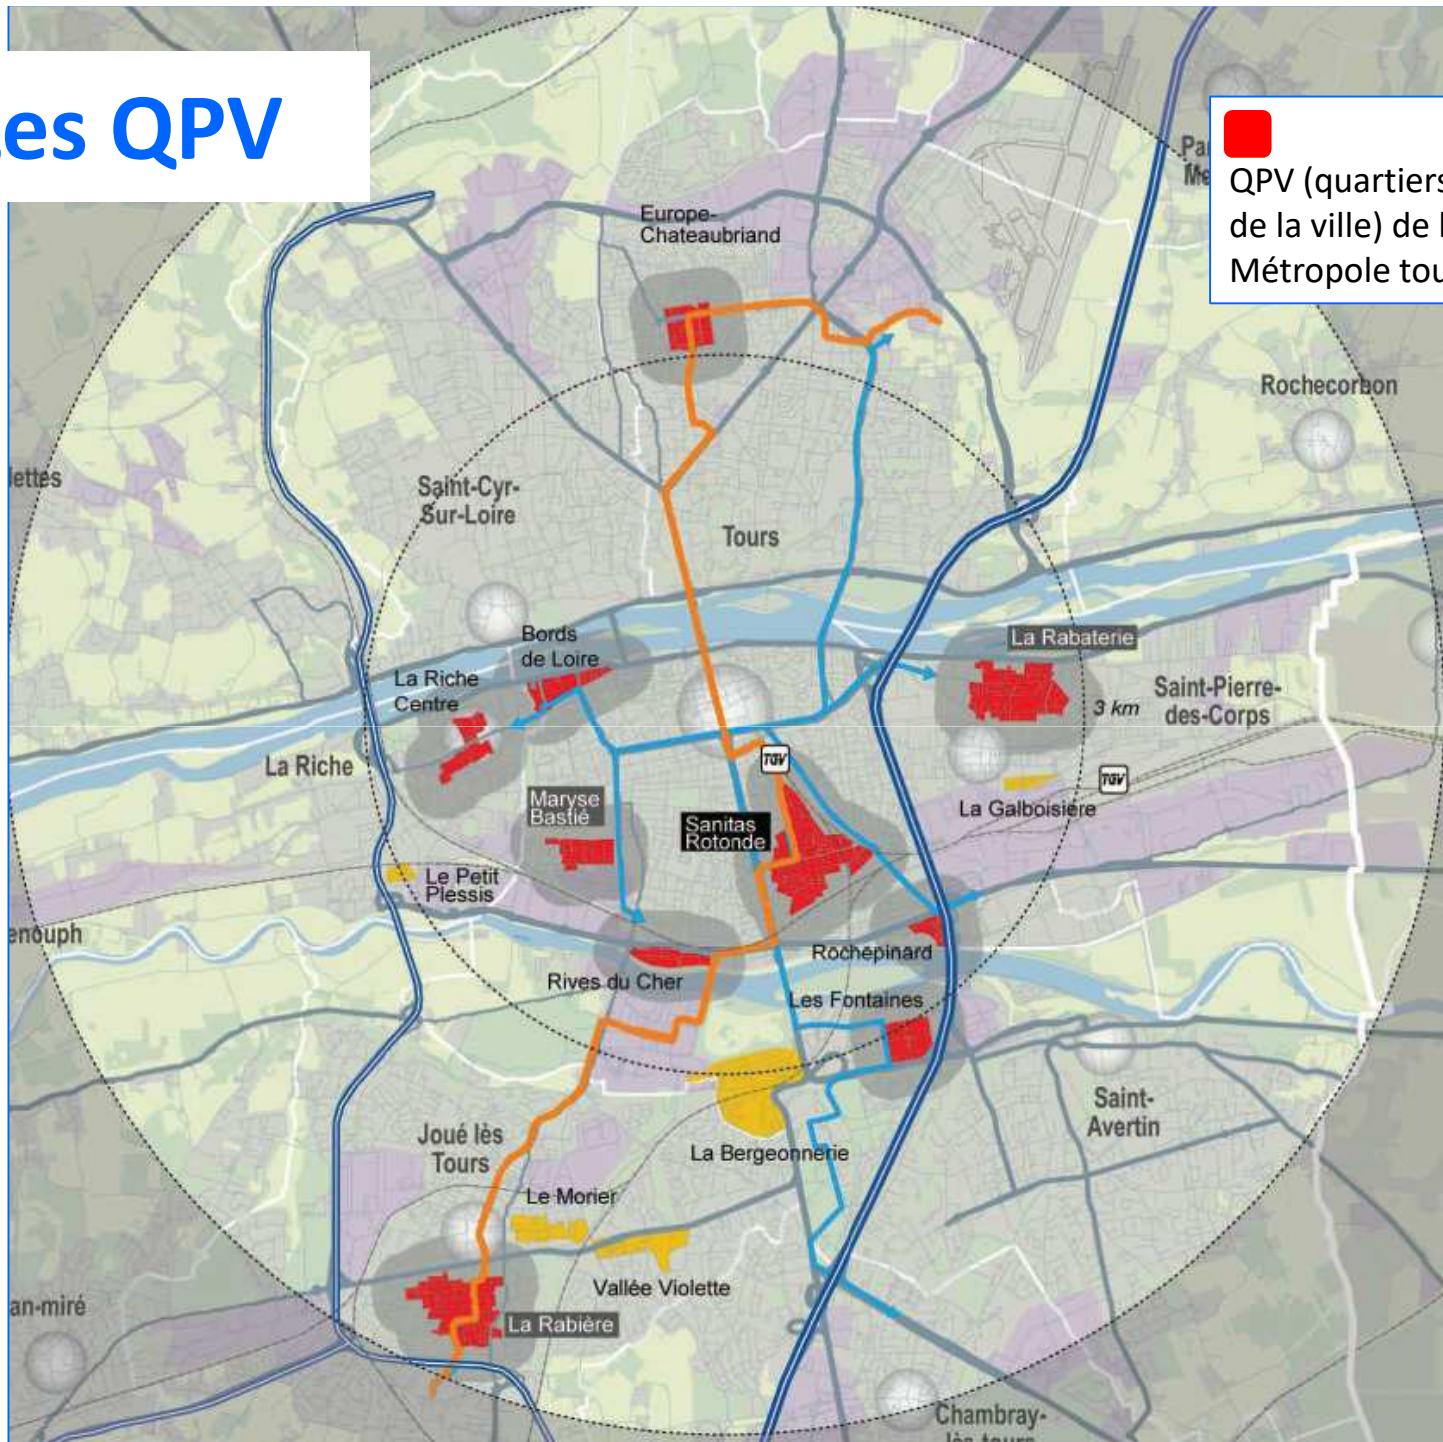 es QPV
QPV (quartiers
de la ville) de
Métropole tou
Europe-
Chateaubriand
Rochecorbon
lettes
Saint-Cyr-
Sur-Loire
Tours
Bords
de Loire
La Rabaterie
La Riche
Centre
3 km
Saint-Pierre-
des-Corps
La Riche
TGV
TGV
Maryse
Bastié
La Galboisière
Sanitas
Rotonde
Le Petit
Plessis
enouph
Rochepinard
Rives du Cher
Les Fontaines
Saint-
Avertin
Joué lès
Tours
La Bergeonnerie
Le Morier
Vallée Violette
an-miré
La Rabière
Chambray-
lès-tours